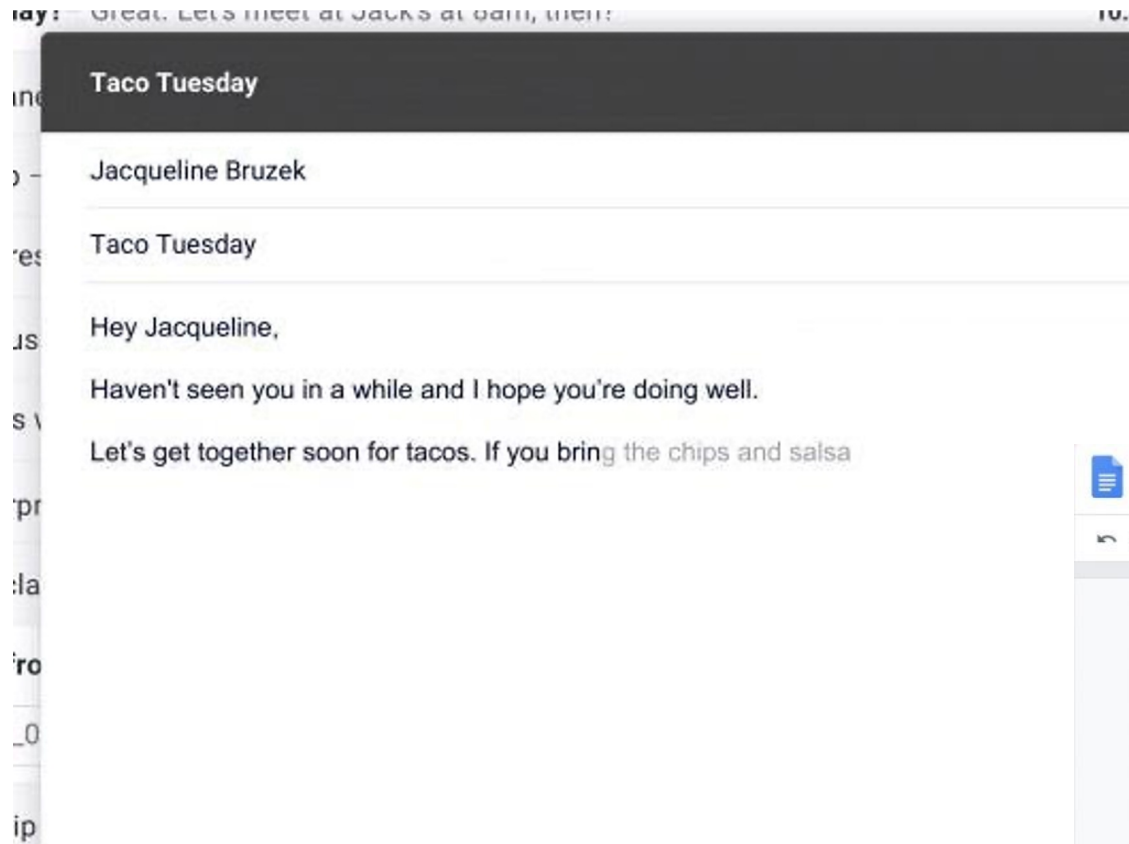 Great. Let's meet at Jack's at 8am, then?
Taco Tuesday
Jacqueline Bruzek
Taco Tuesday
Hey Jacqueline,
Haven't seen you in a while and I hope you're doing well.
Let's get together soon for tacos. If you bring the chips and salsa